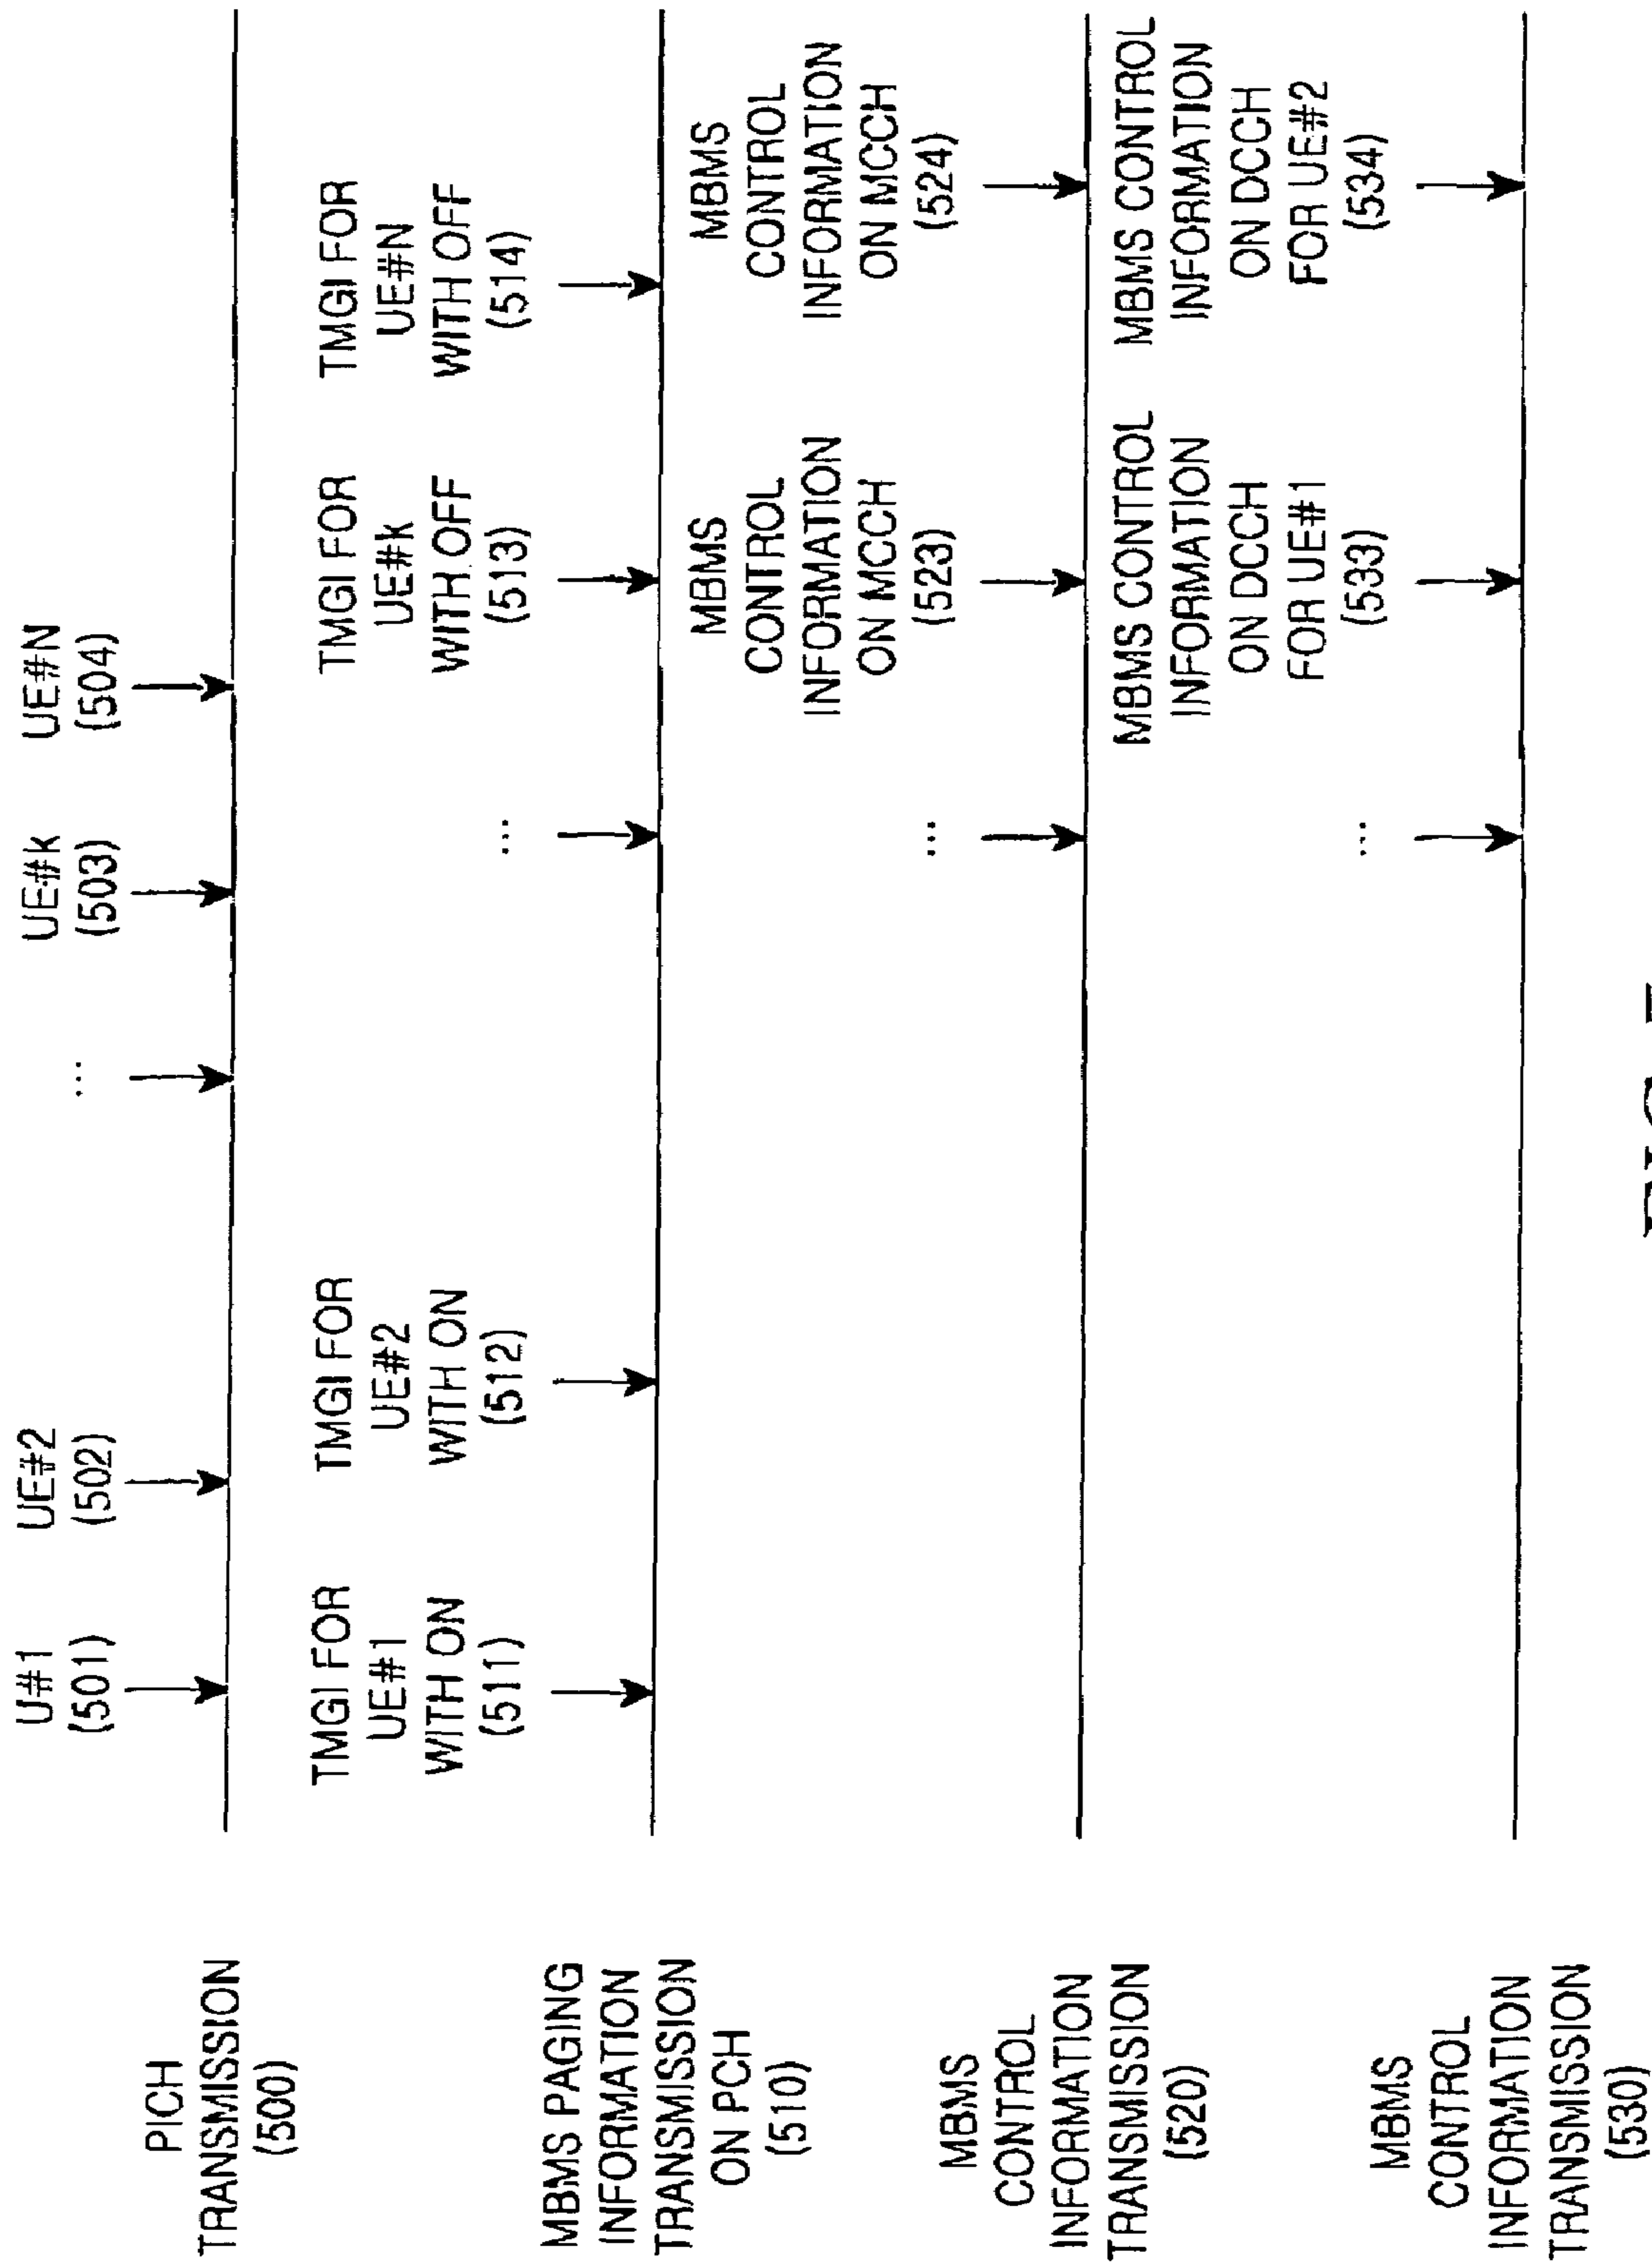 PICH
TRANSMISSION
(500)
U#1
(501)
UE#2
(502)
...
UE#k
(503)
UE#N
(504)
MBMS PAGING
INFORMATION
TRANSMISSION
ON PCH
(510)
TMGI FOR
UE#1
WITH ON
(511)
TMGI FOR
UE#2
WITH ON
(512)
...
TMGI FOR
UE#k
WITH OFF
(513)
TMGI FOR
UE#N
WITH OFF
(514)
MBMS
CONTROL
INFORMATION
TRANSMISSION
(520)
...
MBMS
CONTROL
INFORMATION
ON MCCH
(523)
MBMS
CONTROL
INFORMATION
ON MCCH
(524)
MBMS
CONTROL
INFORMATION
TRANSMISSION
(530)
...
MBMS CONTROL
INFORMATION
ON DCCH
FOR UE#1
(533)
MBMS CONTROL
INFORMATION
ON DCCH
FOR UE#2
(534)